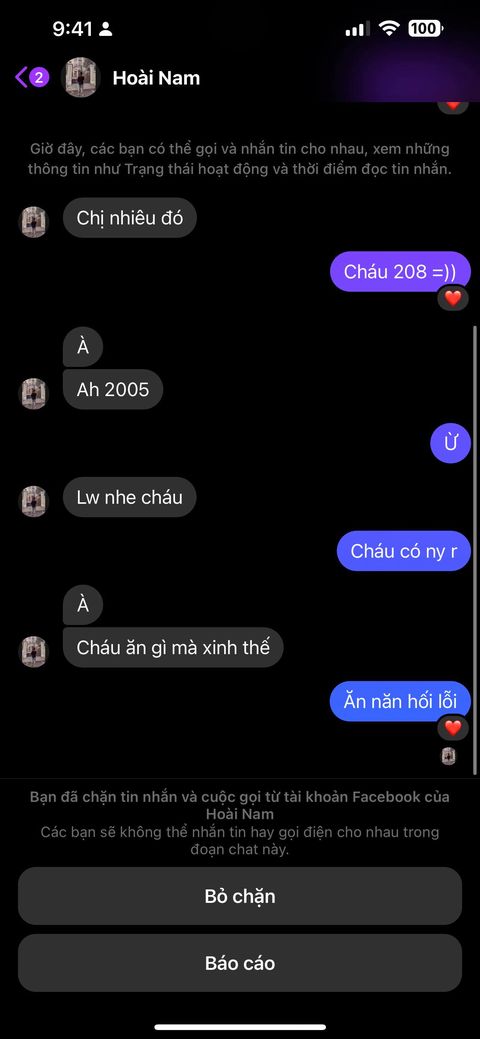 9:41
100
2
Hoài Nam
Giờ đây, các bạn có thể gọi và nhắn tin cho nhau, xem những
thông tin như Trạng thái hoạt động và thời điểm đọc tin nhắn.
Chị nhiêu đó
Cháu 208 =))
À
Ah 2005
Ừ
Lw nhe cháu
Cháu có ny r
À
Cháu ăn gì mà xinh thế
Ăn năn hối lỗi
Bạn đã chặn tin nhắn và cuộc gọi từ tài khoản Facebook của
Hoài Nam
Các bạn sẽ không thể nhắn tin hay gọi điện cho nhau trong
đoạn chat này.
Bỏ chặn
Báo cáo